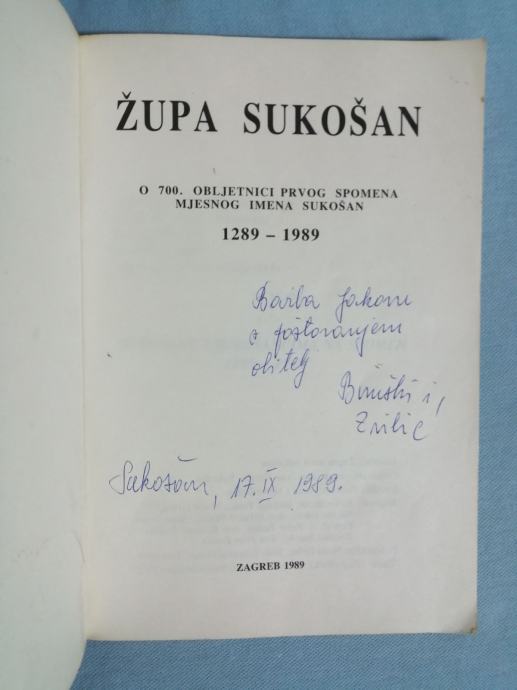 ŽUPA SUKOŠAN
O 700. OBLJETNICI PRVOG SPOMENA
MJESNOG IMENA SUKOŠAN
1289 – 1989
Barba Jakovu
s poštovanjem
obitelj
i
Zrilić
Sukošan, 17. IX 1989.
ZAGREB 1989